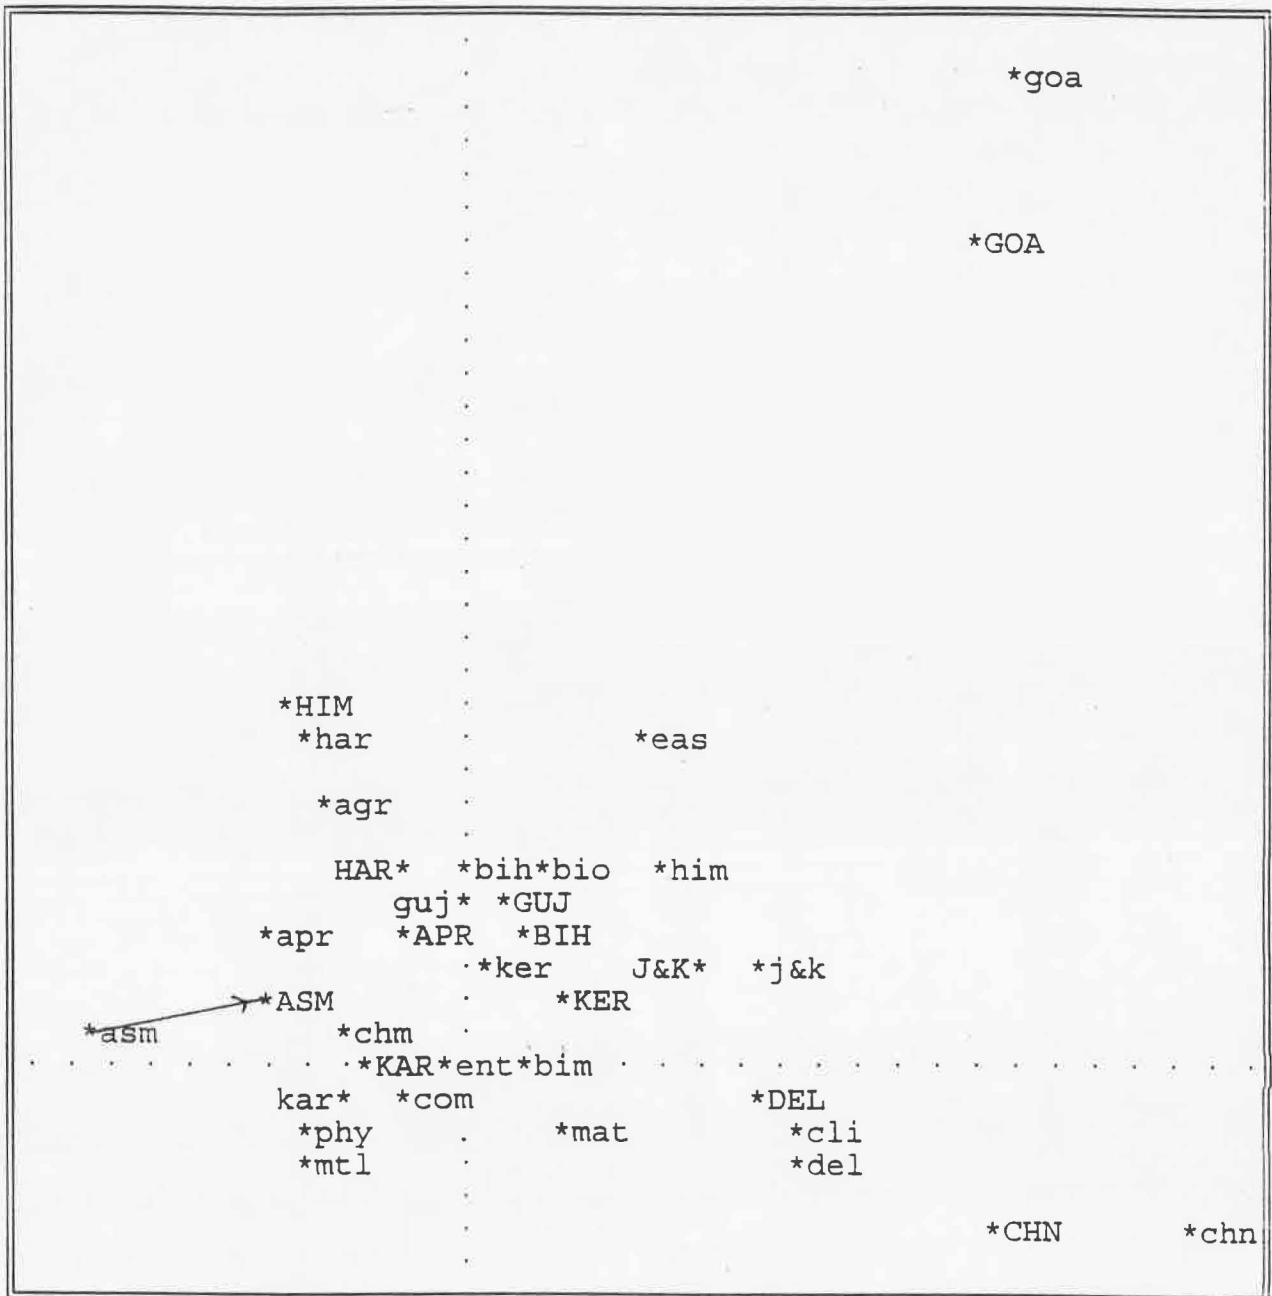 *goa
*GOA
*HIM
*har *eas
*agr
HAR* *bih*bio *him
guj* *GUJ
*apr *APR *BIH
*ker J&K* *j&k
*ASM *KER
*asm *chm
*KAR*ent*bim
kar* *com *DEL
*phy *mat *cli
*mtl *del
*CHN *chn